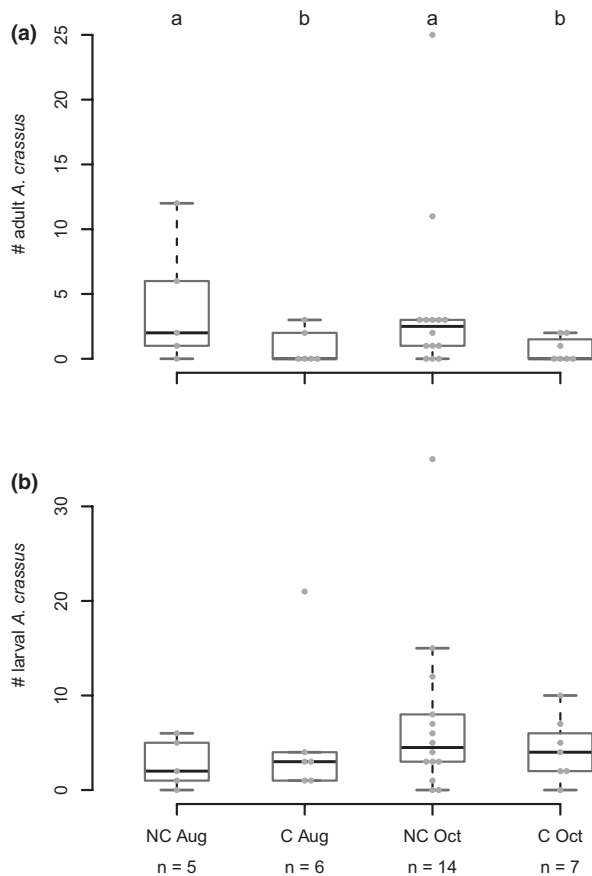 a b a b
(a)
25
20
15
10
5
0
# adult A. crassus
(b)
30
20
10
0
# larval A. crassus
NC Aug C Aug NC Oct C Oct
n = 5 n = 6 n = 14 n = 7